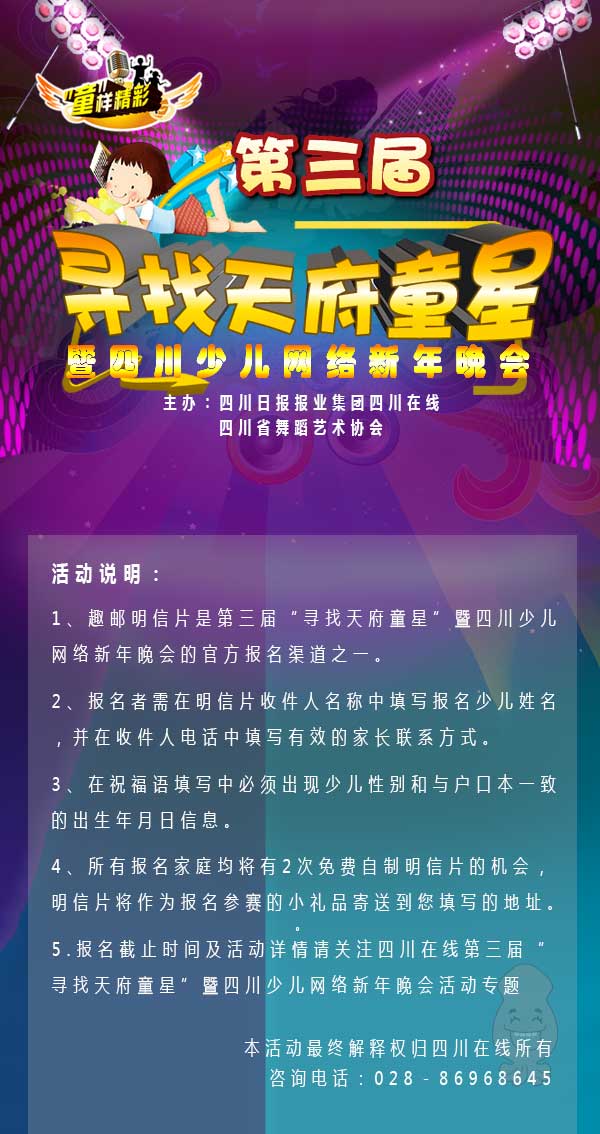 “童”样精彩
第三届
寻找天府童星
暨四川少儿网络新年晚会
主办：四川日报报业集团四川在线
四川省舞蹈艺术协会
活动说明：
1、趣邮明信片是第三届“寻找天府童星”暨四川少儿
网络新年晚会的官方报名渠道之一。
2、报名者需在明信片收件人名称中填写报名少儿姓名
，并在收件人电话中填写有效的家长联系方式。
3、在祝福语填写中必须出现少儿性别和与户口本一致
的出生年月日信息。
4、所有报名家庭均将有2次免费自制明信片的机会，
明信片将作为报名参赛的小礼品寄送到您填写的地址。
。
5.报名截止时间及活动详情请关注四川在线第三届“
寻找天府童星”暨四川少儿网络新年晚会活动专题
本活动最终解释权归四川在线所有
咨询电话：028-86968645